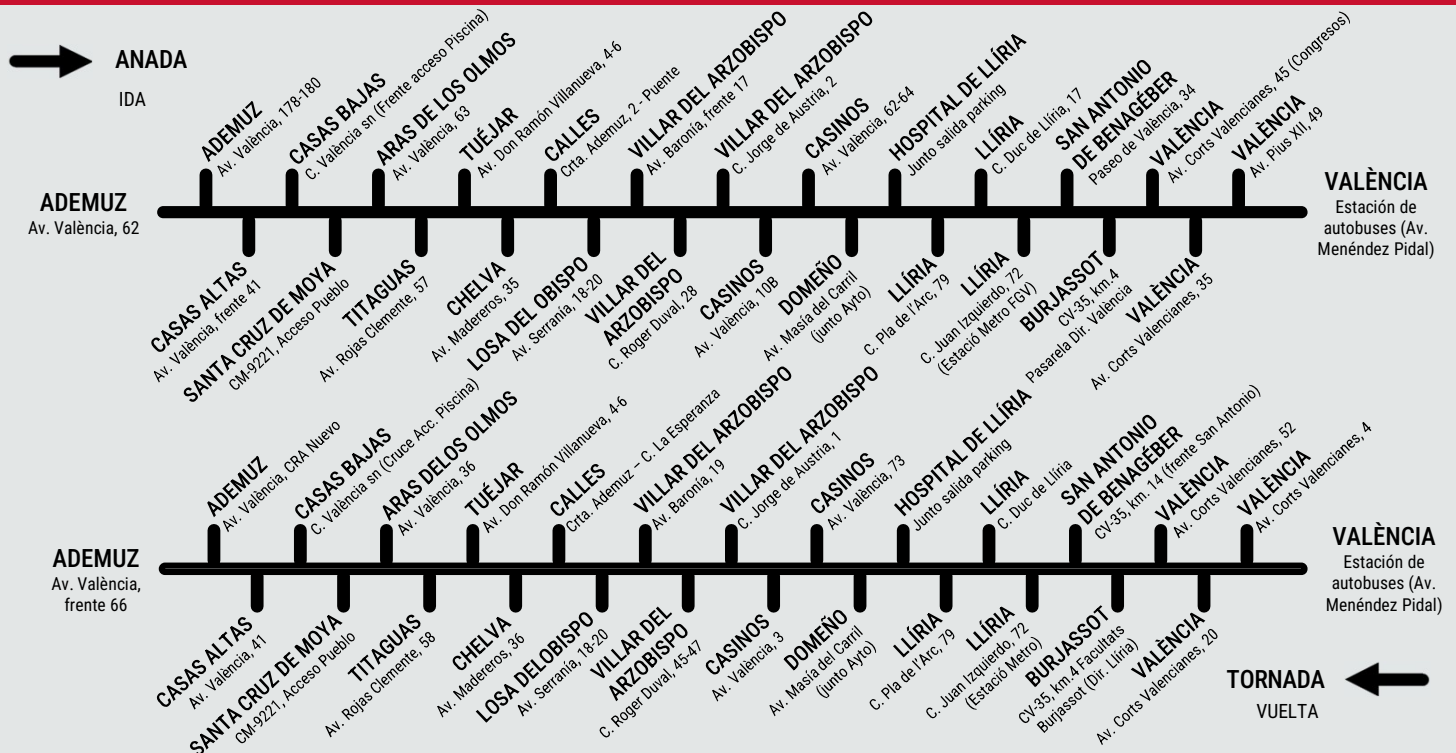 ANADA
IDA
ADEMUZ
Av. València, 62
ADEMUZ
Av. València, 178-180
CASAS ALTAS
Av. València, frente 41
CASAS BAJAS
C. València sn (Frente acceso Piscina)
SANTA CRUZ DE MOYA
CM-9221, Acceso Pueblo
ARAS DE LOS OLMOS
Av. València, 63
TITAGUAS
Av. Rojas Clemente, 57
TUÉJAR
Av. Don Ramón Villanueva, 4-6
CHELVA
Av. Madereros, 35
CALLES
Crta. Ademuz, 2 - Puente
LOSA DEL OBISPO
Av. Serranía, 18-20
VILLAR DEL ARZOBISPO
Av. Baronía, frente 17
VILLAR DEL
ARZOBISPO
C. Roger Duval, 28
VILLAR DEL ARZOBISPO
C. Jorge de Austria, 2
CASINOS
Av. València, 10B
CASINOS
Av. València, 62-64
DOMEÑO
Av. Masía del Carril
(junto Ayto)
HOSPITAL DE LLÍRIA
Junto salida parking
LLÍRIA
C. Pla de l'Arc, 79
LLÍRIA
C. Duc de Llíria, 17
LLÍRIA
C. Juan Izquierdo, 72
(Estació Metro FGV)
SAN ANTONIO
DE BENAGÉBER
Paseo de València, 34
BURJASSOT
CV-35, km.4
Pasarela Dir. València
VALÈNCIA
Av. Corts Valencianes, 45 (Congresos)
VALÈNCIA
Av. Corts Valencianes, 35
VALÈNCIA
Av. Pius XII, 49
VALÈNCIA
Estación de
autobuses (Av.
Menéndez Pidal)
ADEMUZ
Av. València,
frente 66
ADEMUZ
Av. València, CRA Nuevo
CASAS ALTAS
Av. València, 41
CASAS BAJAS
C. València sn (Cruce Acc. Piscina)
SANTA CRUZ DE MOYA
CM-9221, Acceso Pueblo
ARAS DELOS OLMOS
Av. València, 36
TITAGUAS
Av. Rojas Clemente, 58
TUÉJAR
Av. Don Ramón Villanueva, 4-6
CHELVA
Av. Madereros, 36
CALLES
Crta. Ademuz – C. La Esperanza
LOSA DELOBISPO
Av. Serranía, 18-20
VILLAR DEL ARZOBISPO
Av. Baronía, 19
VILLAR DEL
ARZOBISPO
C. Roger Duval, 45-47
VILLAR DEL ARZOBISPO
C. Jorge de Austria, 1
CASINOS
Av. València, 3
CASINOS
Av. València, 73
DOMEÑO
Av. Masía del Carril
(junto Ayto)
HOSPITAL DE LLÍRIA
Junto salida parking
LLÍRIA
C. Pla de l'Arc, 79
LLÍRIA
C. Duc de Llíria
LLÍRIA
C. Juan Izquierdo, 72
(Estació Metro)
SAN ANTONIO
DE BENAGÉBER
CV-35, km. 14 (frente San Antonio)
BURJASSOT
CV-35, km.4 Facultats
Burjassot (Dir. Llíria)
VALÈNCIA
Av. Corts Valencianes, 52
VALÈNCIA
Av. Corts Valencianes, 20
VALÈNCIA
Av. Corts Valencianes, 4
VALÈNCIA
Estación de
autobuses (Av.
Menéndez Pidal)
TORNADA
VUELTA